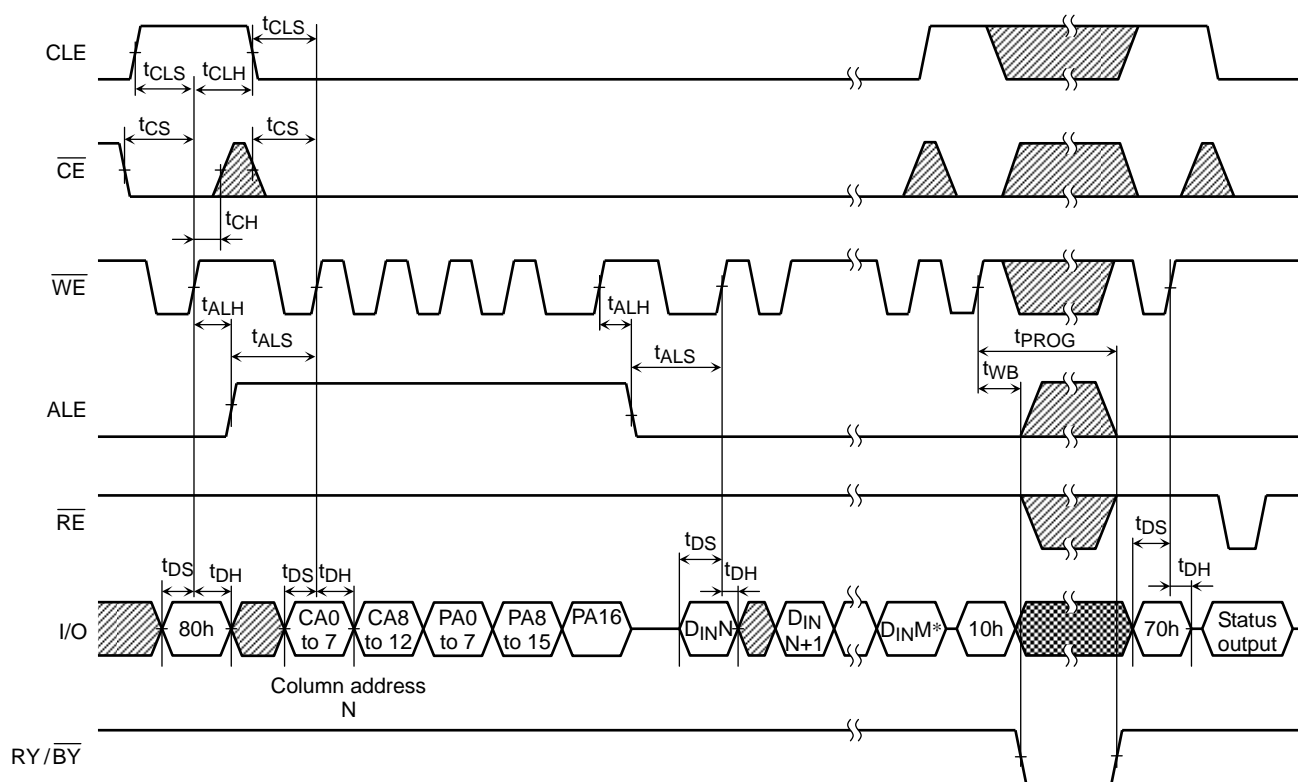 CLE
tCLS
tCLS
tCLH
CE
tCS
tCS
tCH
WE
tALH
tALS
tALH
tALS
tPROG
tWB
ALE
RE
tDS
tDH
tDS
tDH
tDS
tDH
tDS
tDH
I/O
80h
CA0
to 7
CA8
to 12
PA0
to 7
PA8
to 15
PA16
DINN
DIN
N+1
DINM*
10h
70h
Status
output
Column address
N
RY/BY